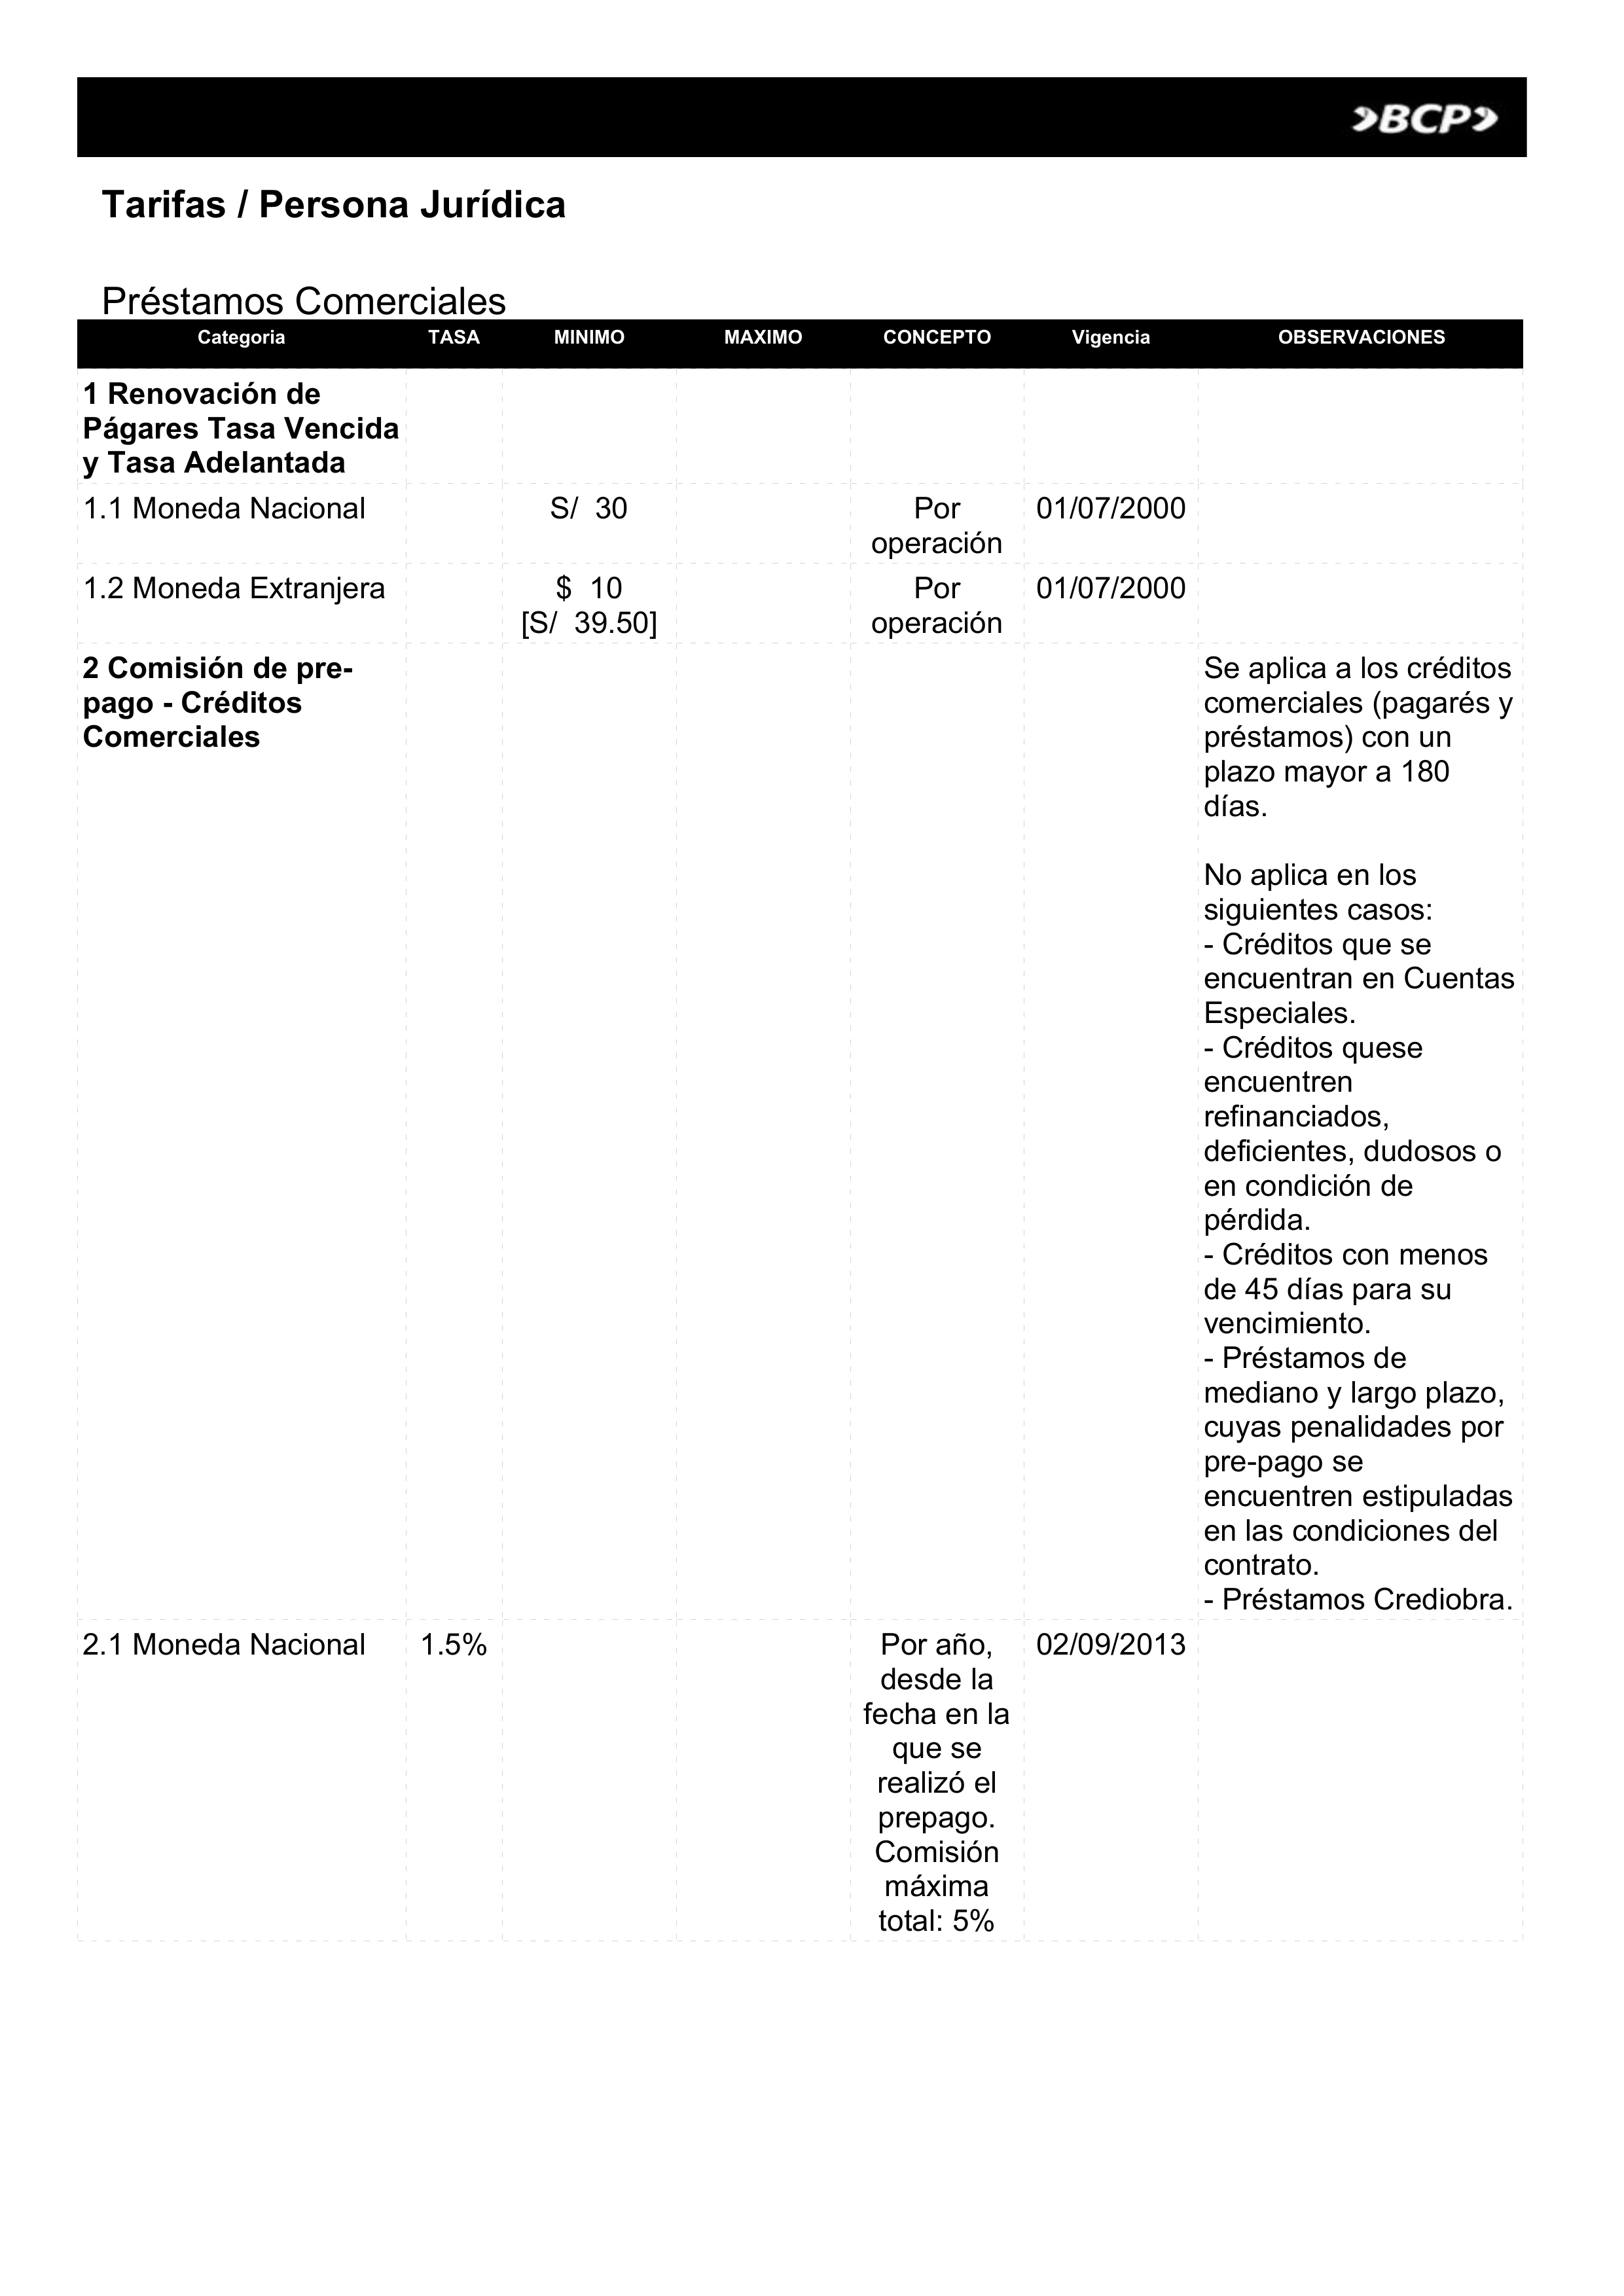 BCP
Tarifas / Persona Jurídica
Préstamos Comerciales
Categoria TASA MINIMO MAXIMO CONCEPTO Vigencia OBSERVACIONES
1 Renovación de
Págares Tasa Vencida
y Tasa Adelantada
1.1 Moneda Nacional S/ 30 Por 01/07/2000
operación
1.2 Moneda Extranjera $ 10 Por 01/07/2000
[S/ 39.50] operación
2 Comisión de pre-
pago - Créditos
Comerciales
Se aplica a los créditos
comerciales (pagarés y
préstamos) con un
plazo mayor a 180
días.
No aplica en los
siguientes casos:
- Créditos que se
encuentran en Cuentas
Especiales.
- Créditos quese
encuentren
refinanciados,
deficientes, dudosos o
en condición de
pérdida.
- Créditos con menos
de 45 días para su
vencimiento.
- Préstamos de
mediano y largo plazo,
cuyas penalidades por
pre-pago se
encuentren estipuladas
en las condiciones del
contrato.
- Préstamos Crediobra.
2.1 Moneda Nacional 1.5% Por año, 02/09/2013
desde la
fecha en la
que se
realizó el
prepago.
Comisión
máxima
total: 5%